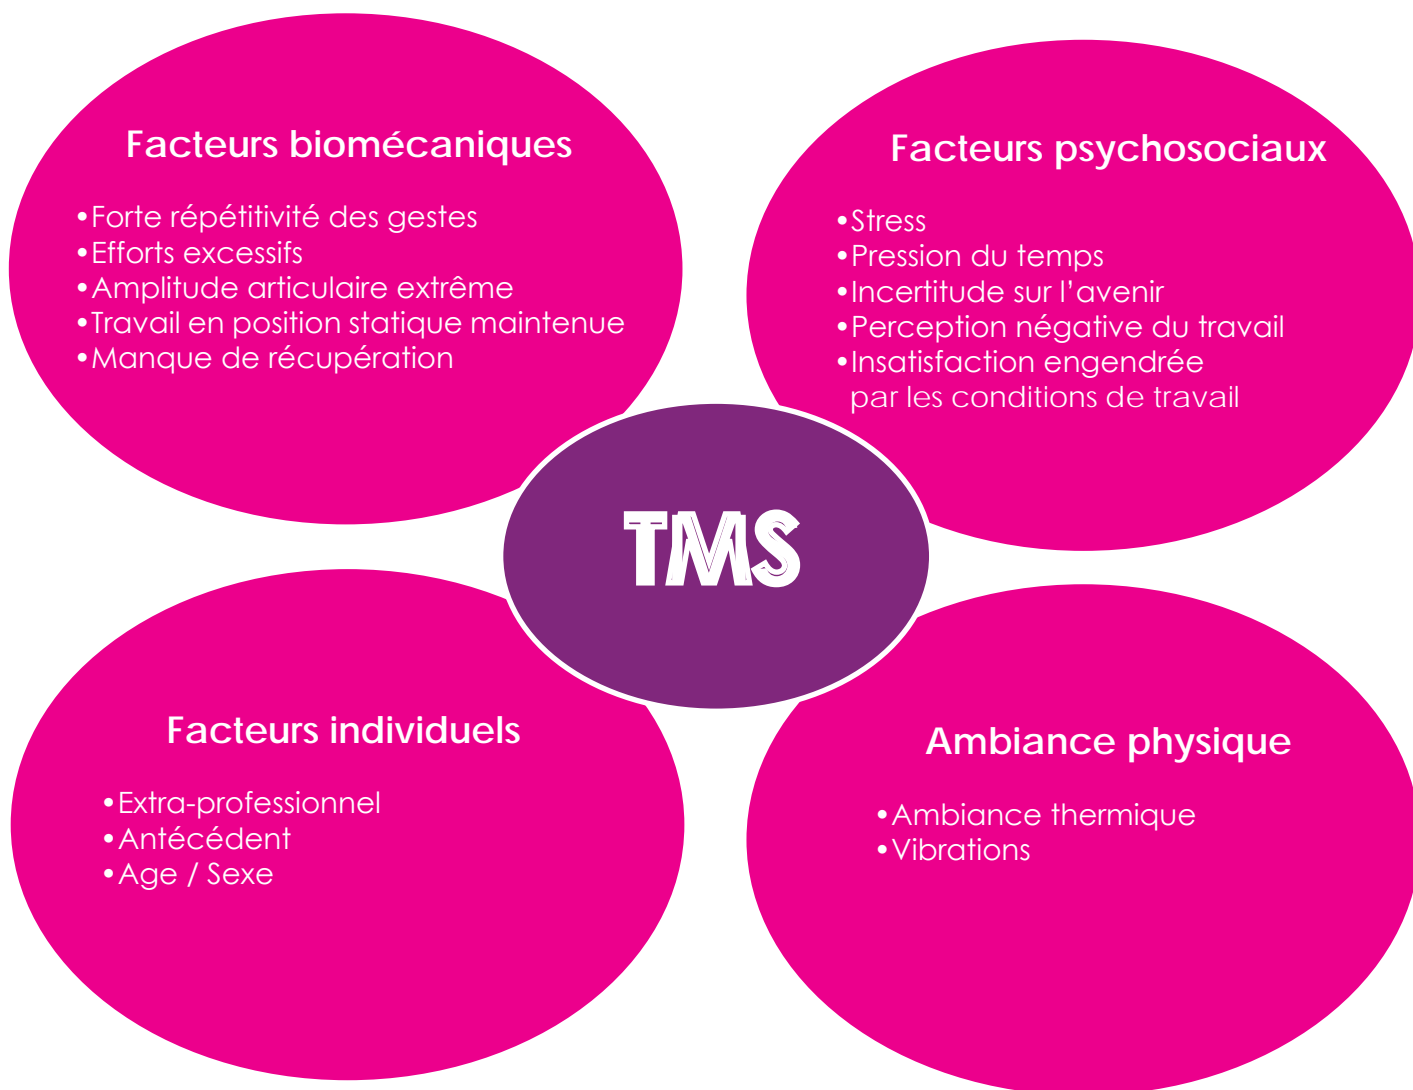 Facteurs biomécaniques
•Forte répétitivité des gestes
•Efforts excessifs
•Amplitude articulaire extrême
•Travail en position statique maintenue
•Manque de récupération
Facteurs psychosociaux
•Stress
•Pression du temps
•Incertitude sur l’avenir
•Perception négative du travail
•Insatisfaction engendrée
par les conditions de travail
TMS
Facteurs individuels
•Extra-professionnel
•Antécédent
•Age / Sexe
Ambiance physique
•Ambiance thermique
•Vibrations